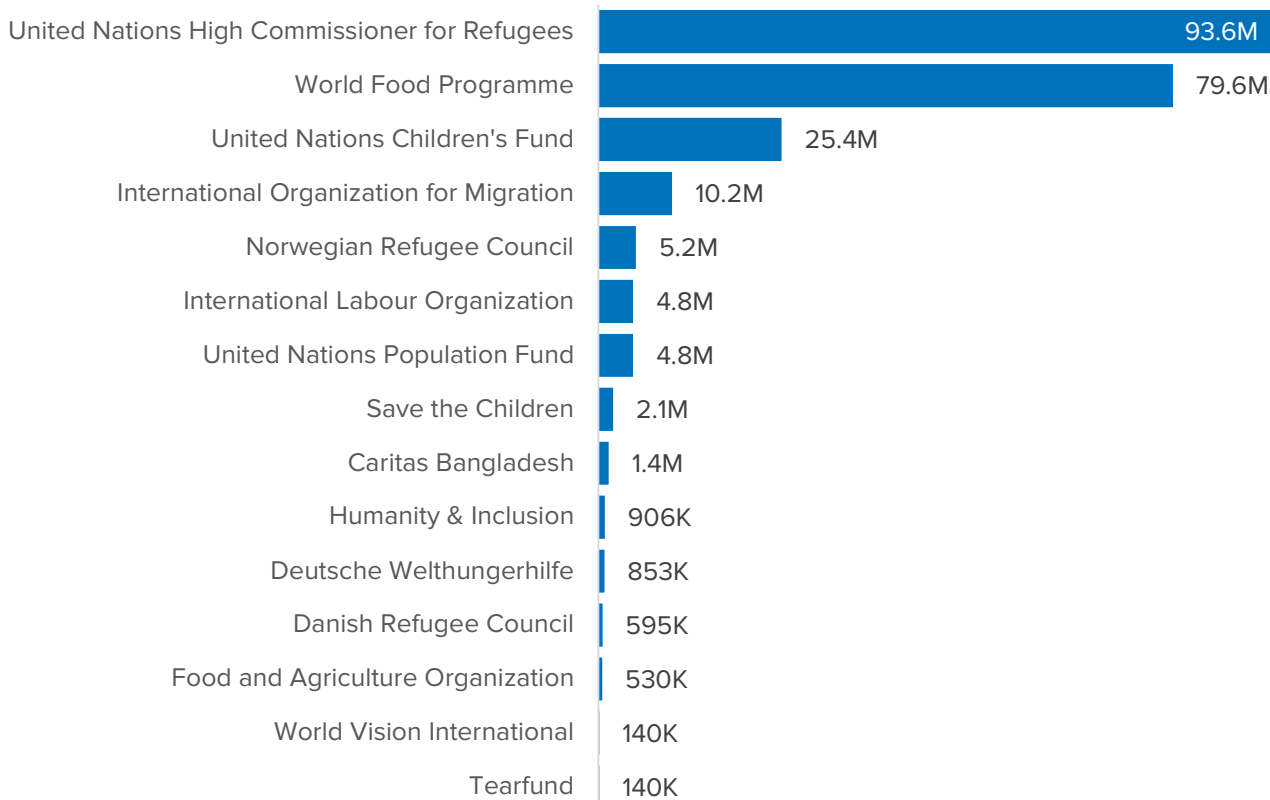 United Nations High Commissioner for Refugees 93.6M
World Food Programme 79.6M
United Nations Children's Fund 25.4M
International Organization for Migration 10.2M
Norwegian Refugee Council 5.2M
International Labour Organization 4.8M
United Nations Population Fund 4.8M
Save the Children 2.1M
Caritas Bangladesh 1.4M
Humanity & Inclusion 906K
Deutsche Welthungerhilfe 853K
Danish Refugee Council 595K
Food and Agriculture Organization 530K
World Vision International 140K
Tearfund 140K